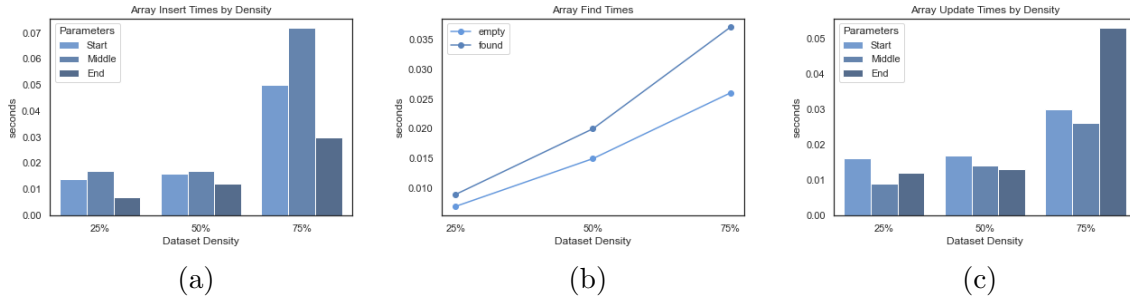 Array Insert Times by Density
Parameters
Start
Middle
End
seconds
0.07
0.06
0.05
0.04
0.03
0.02
0.01
0.00
25%
50%
75%
Dataset Density
(a)
Array Find Times
empty
found
seconds
0.035
0.030
0.025
0.020
0.015
0.010
25%
50%
75%
Dataset Density
(b)
Array Update Times by Density
Parameters
Start
Middle
End
seconds
0.05
0.04
0.03
0.02
0.01
0.00
25%
50%
75%
Dataset Density
(c)